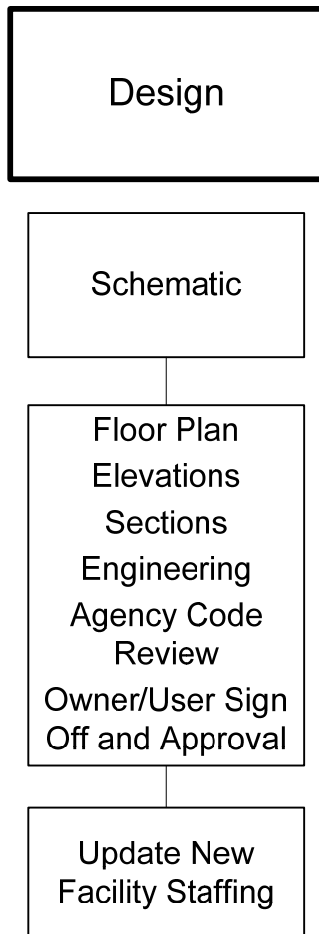 Design
Schematic
Floor Plan
Elevations
Sections
Engineering
Agency Code
Review
Owner/User Sign
Off and Approval
Update New
Facility Staffing